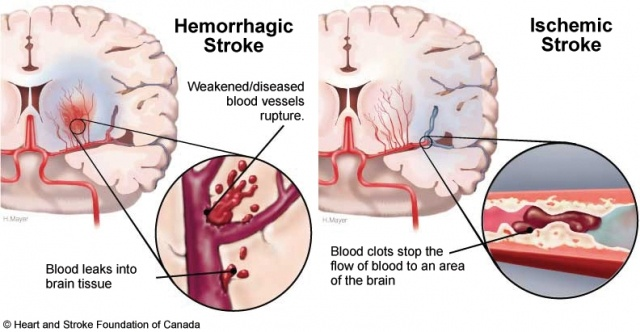 Hemorrhagic
Stroke
Weakened/diseased
blood vessels
rupture.
H.Mayer
Blood leaks into
brain tissue
Ischemic
Stroke
H.Mayer
Blood clots stop the
flow of blood to an area
of the brain
© Heart and Stroke Foundation of Canada